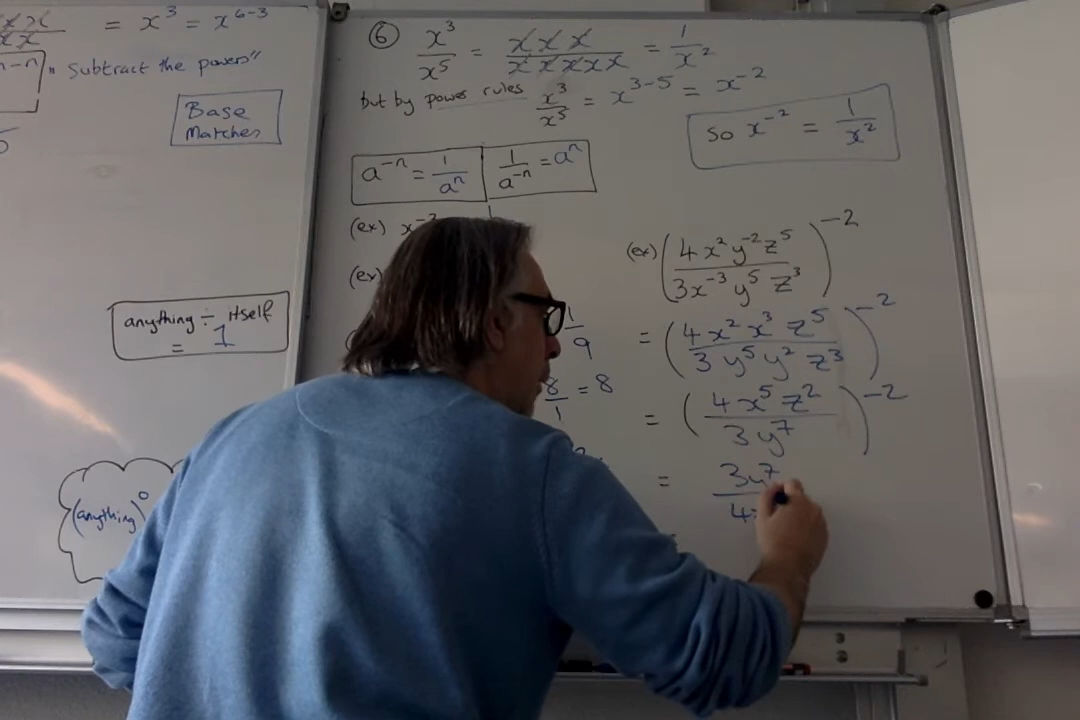 x x x / x x = x³ = x⁶⁻³
"Subtract the powers"
Base
Matches
anything ÷ itself
= 1
(anything)⁰
⑥ x³/x⁵ = x x x / x x x x x = 1/x²
but by power rules x³/x⁵ = x³⁻⁵ = x⁻²
So x⁻² = 1/x²
a⁻ⁿ = 1/aⁿ
1/a⁻ⁿ = aⁿ
(ex) x⁻²
(ex)
1/9
8/1 = 8
(ex) (4x²y⁻²z⁵ / 3x⁻³y⁵z³)⁻²
= (4x²x³z⁵ / 3y⁵y²z³)⁻²
= (4x⁵z² / 3y⁷)⁻²
= 3y⁷ / 4